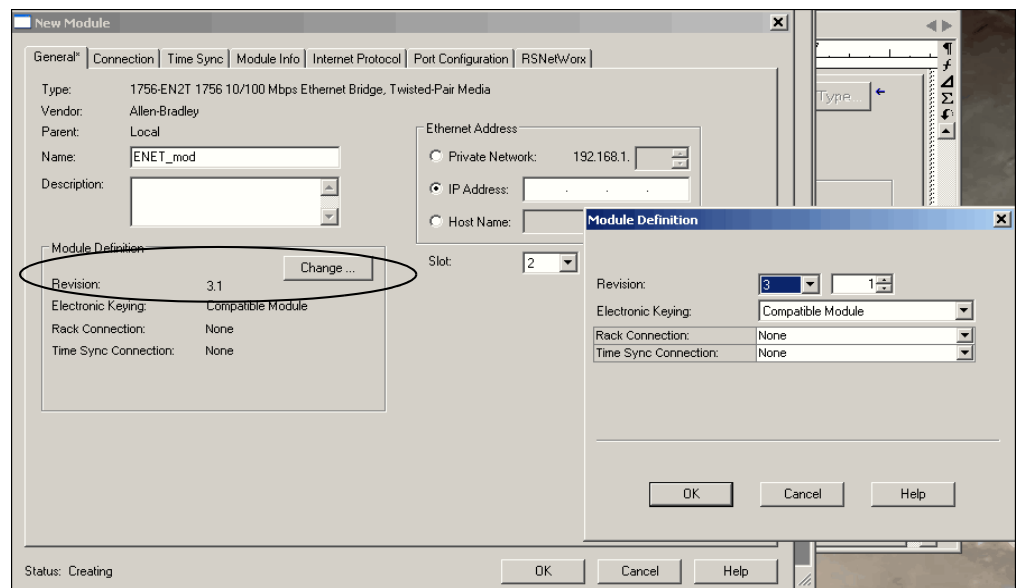 New Module
General* Connection Time Sync Module Info Internet Protocol Port Configuration RSNetWorx
Type: 1756-EN2T 1756 10/100 Mbps Ethernet Bridge, Twisted-Pair Media
Vendor: Allen-Bradley
Parent: Local
Name: ENET_mod
Description:
Ethernet Address
Private Network: 192.168.1.
IP Address: . . .
Host Name:
Module Definition
Change ...
Revision: 3.1
Electronic Keying: Compatible Module
Rack Connection: None
Time Sync Connection: None
Slot: 2
Status: Creating
OK Cancel Help
Type...
Module Definition
Revision: 3 1
Electronic Keying: Compatible Module
Rack Connection: None
Time Sync Connection: None
OK Cancel Help